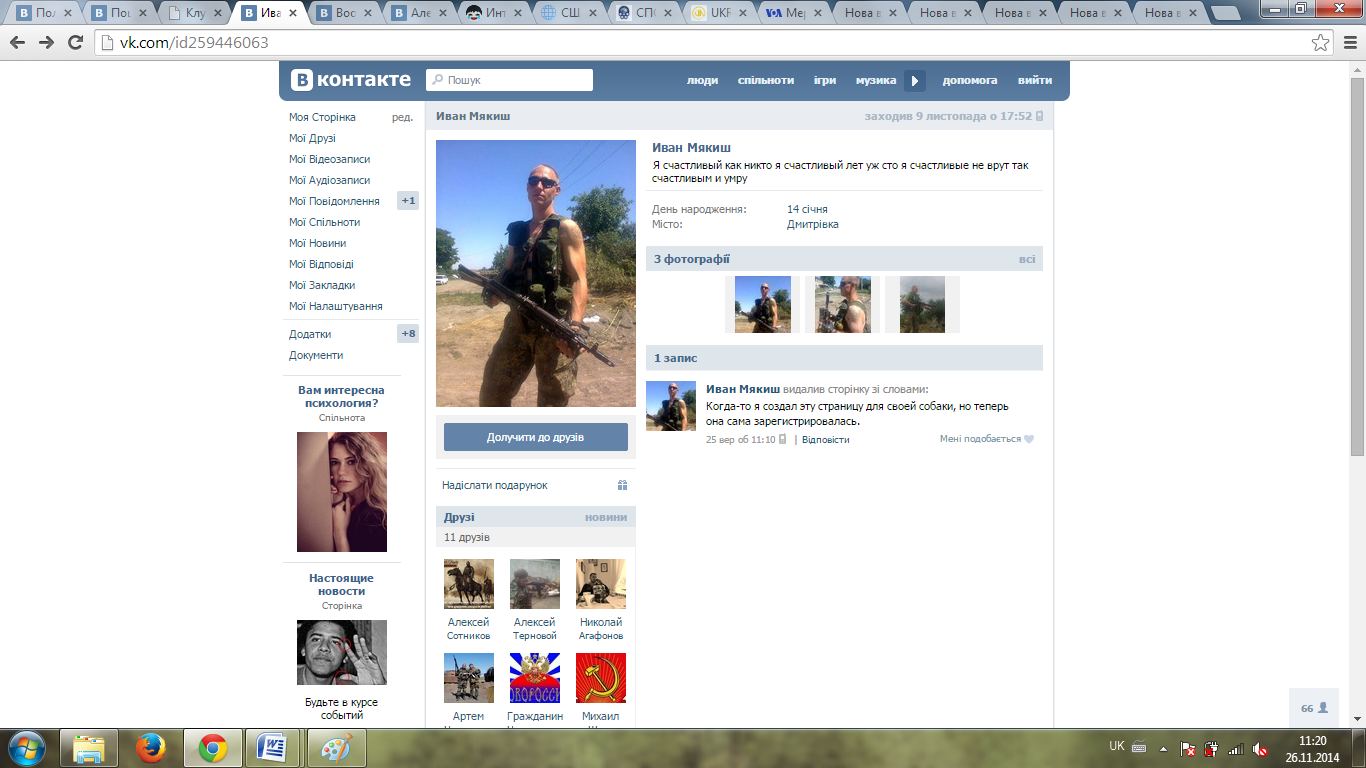 Пол
Пош
Клу
Ива
Вос
Але
Инт
СШ
СПС
UKR
VOA Мер
Нова в
Нова в
Нова в
Нова в
Нова в
vk.com/id259446063
В контакте
Пошук
люди спільноти ігри музика допомога вийти
Моя Сторінка ред.
Мої Друзі
Мої Відеозаписи
Мої Аудіозаписи
Мої Повідомлення +1
Мої Спільноти
Мої Новини
Мої Відповіді
Мої Закладки
Мої Налаштування
Додатки +8
Документи
Вам интересна
психология?
Спільнота
Настоящие
новости
Сторінка
Будьте в курсе
событий
Иван Мякиш заходив 9 листопада о 17:52
Долучити до друзів
Надіслати подарунок
Друзі новини
11 друзів
Алексей
Сотников
Алексей
Терновой
Николай
Агафонов
ОВОРОССИ
Артем
Гражданин
Михаил
Иван Мякиш
Я счастливый как никто я счастливый лет уж сто я счастливые не врут так
счастливым и умру
День народження: 14 січня
Місто: Дмитрівка
3 фотографії всі
1 запис
Иван Мякиш видалив сторінку зі словами:
Когда-то я создал эту страницу для своей собаки, но теперь
она сама зарегистрировалась.
25 вер об 11:10 | Відповісти Мені подобається
66
UK
11:20
26.11.2014